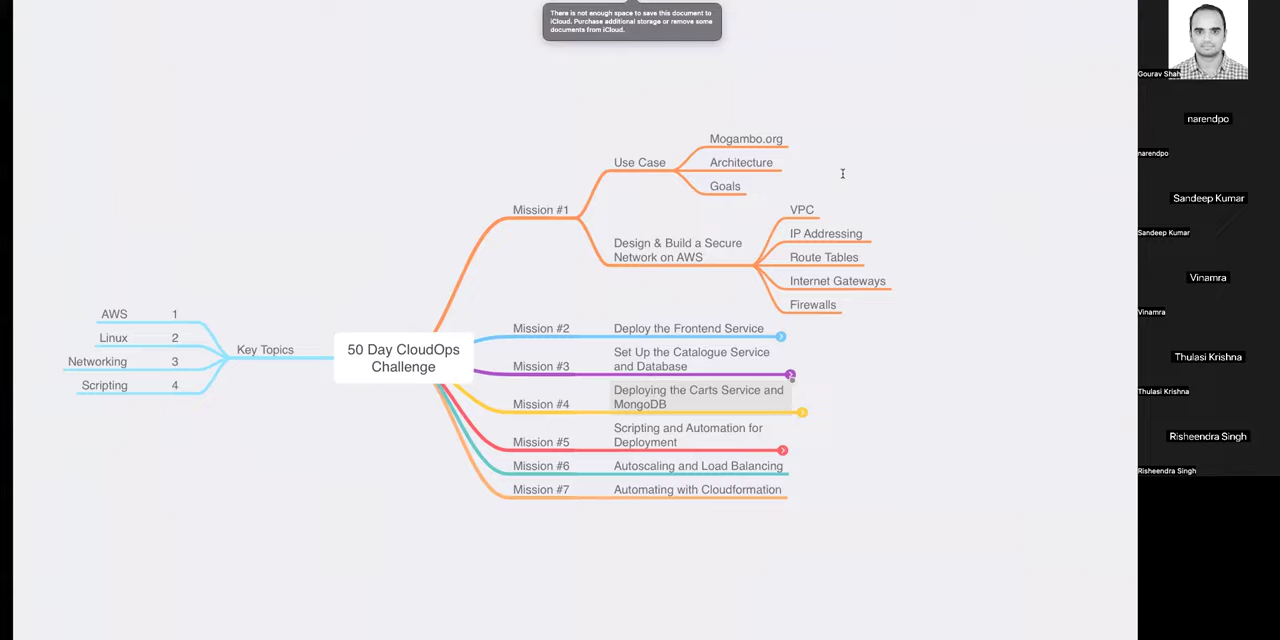 There is not enough space to save this document to
iCloud. Purchase additional storage or remove some
documents from iCloud.
Mogambo.org
Use Case
Architecture
Goals
Mission #1
VPC
IP Addressing
Design & Build a Secure
Network on AWS
Route Tables
Internet Gateways
Firewalls
AWS 1
Linux 2
Networking 3
Scripting 4
Key Topics
50 Day CloudOps
Challenge
Mission #2
Deploy the Frontend Service
Mission #3
Set Up the Catalogue Service
and Database
Mission #4
Deploying the Carts Service and
MongoDB
Mission #5
Scripting and Automation for
Deployment
Mission #6
Autoscaling and Load Balancing
Mission #7
Automating with Cloudformation
Gourav Shah
narendpo
narendpo
Sandeep Kumar
Sandeep Kumar
Vinamra
Vinamra
Thulasi Krishna
Thulasi Krishna
Risheendra Singh
Risheendra Singh